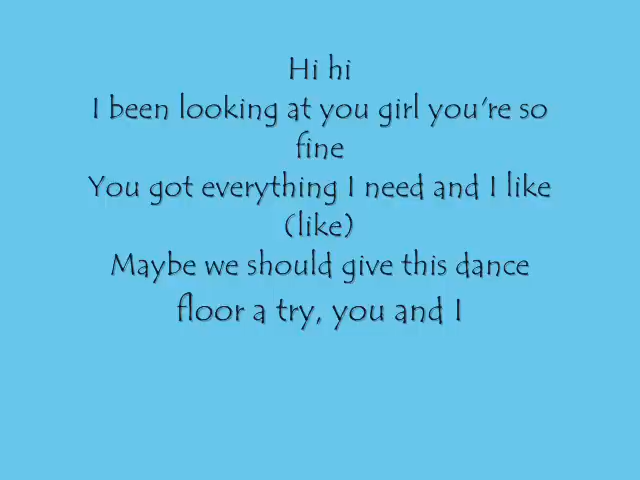 Hi hi
I been looking at you girl you're so
fine
You got everything I need and I like
(like)
Maybe we should give this dance
floor a try, you and I